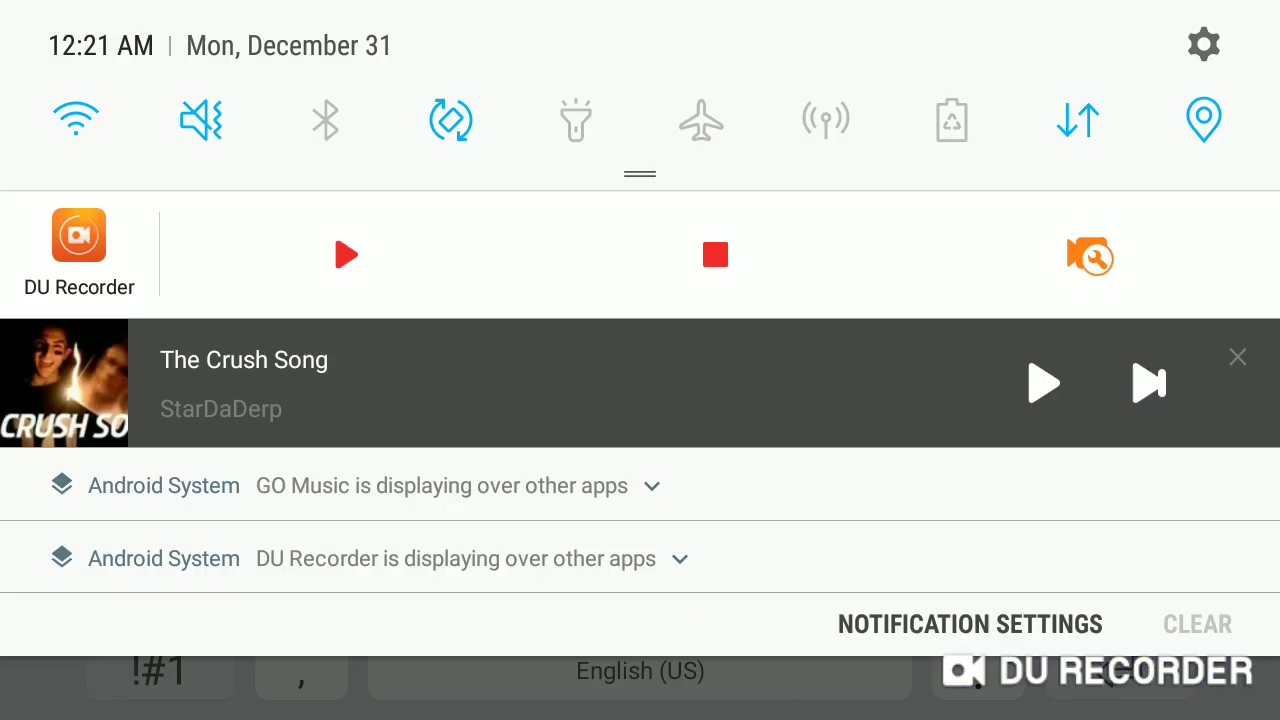 12:21 AM | Mon, December 31
DU Recorder
The Crush Song
StarDaDerp
CRUSH SO
Android System GO Music is displaying over other apps
Android System DU Recorder is displaying over other apps
NOTIFICATION SETTINGS CLEAR
!#1 , English (US) .
DU RECORDER